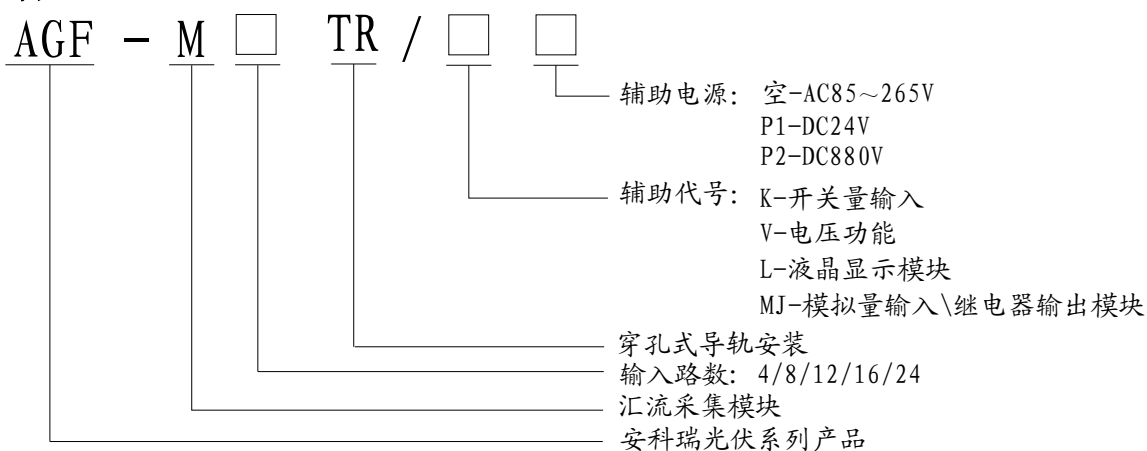 AGF - M □ TR / □ □
辅助电源: 空-AC85~265V
P1-DC24V
P2-DC880V
辅助代号: K-开关量输入
V-电压功能
L-液晶显示模块
MJ-模拟量输入\继电器输出模块
穿孔式导轨安装
输入路数: 4/8/12/16/24
汇流采集模块
安科瑞光伏系列产品